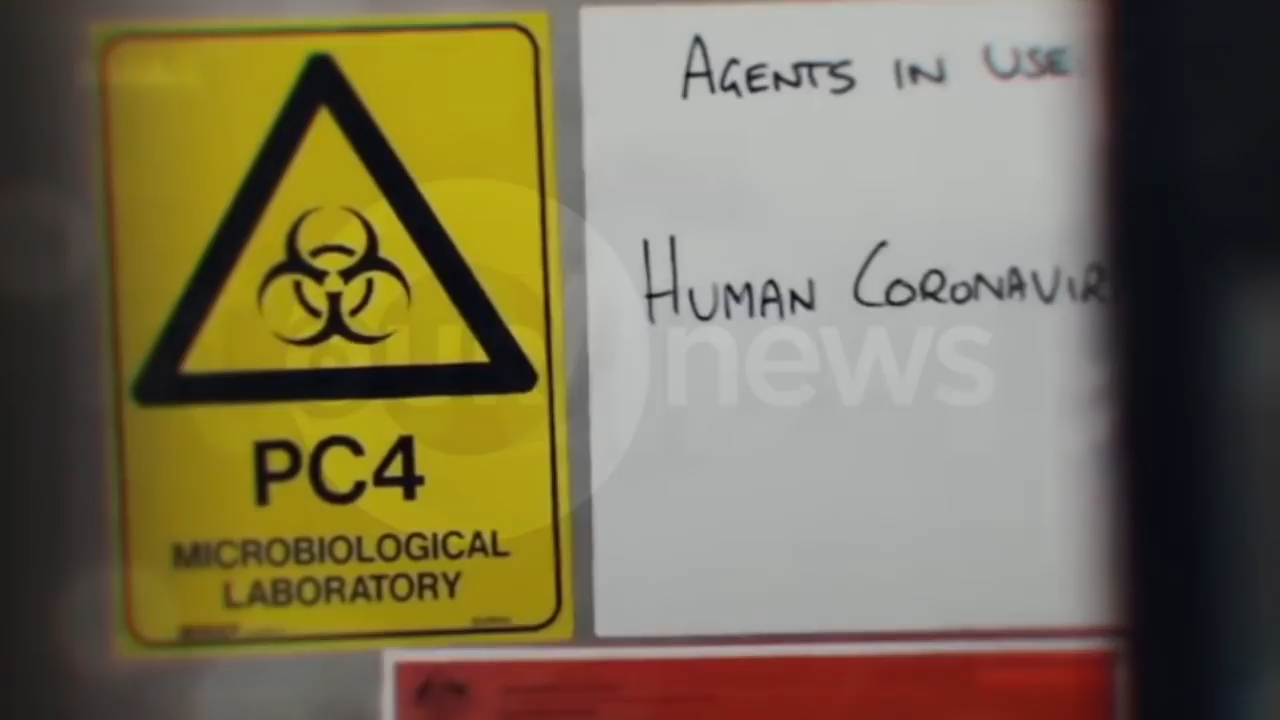 PC4
MICROBIOLOGICAL
LABORATORY
AGENTS IN USE
HUMAN CORONAVIR
news